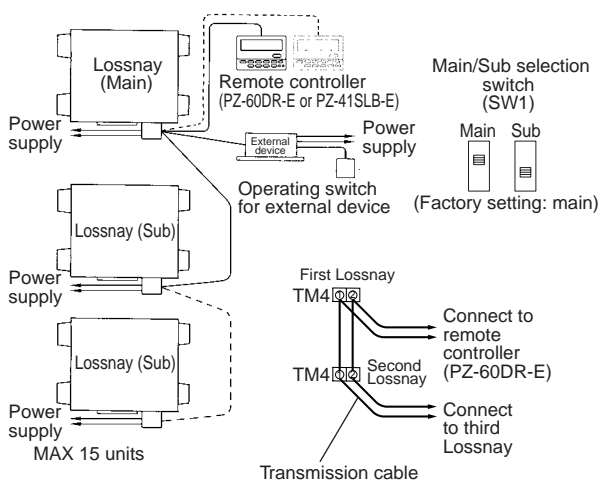 Lossnay
(Main)
Power
supply
Remote controller
(PZ-60DR-E or PZ-41SLB-E)
External
device
Power
supply
Operating switch
for external device
Main/Sub selection
switch
(SW1)
Main Sub
(Factory setting: main)
Lossnay (Sub)
Power
supply
Lossnay (Sub)
Power
supply
MAX 15 units
First Lossnay
TM4
Connect to
remote
controller
(PZ-60DR-E)
TM4
Second
Lossnay
Connect
to third
Lossnay
Transmission cable